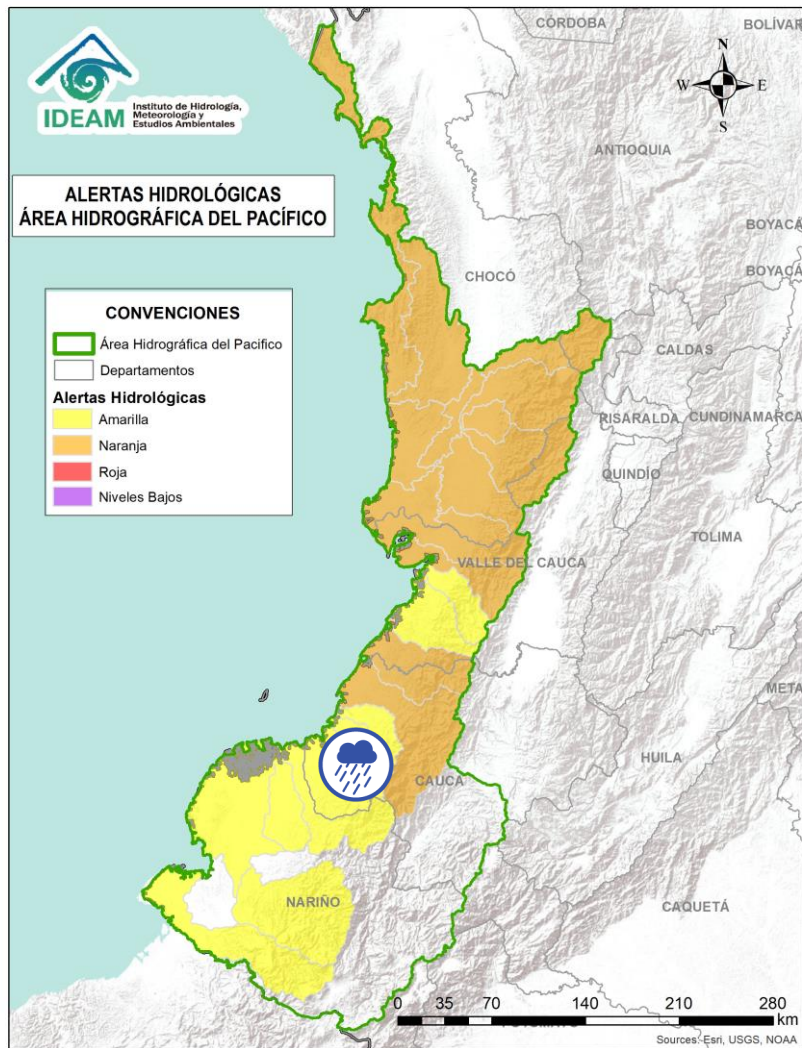 IDEAM
Instituto de Hidrología,
Meteorología y
Estudios Ambientales
ALERTAS HIDROLÓGICAS
ÁREA HIDROGRÁFICA DEL PACÍFICO
CONVENCIONES
Área Hidrográfica del Pacifico
Departamentos
Alertas Hidrológicas
Amarilla
Naranja
Roja
Niveles Bajos
N
W E
S
CÓRDOBA
BOLÍVAR
ANTIOQUIA
BOYACÁ
BOYACÁ
CHOCÓ
CALDAS
RISARALDA
CUNDINAMARCA
QUINDÍO
TOLIMA
VALLE DEL CAUCA
META
HUILA
CAUCA
NARIÑO
CAQUETÁ
0 35 70 140 210 280
km
Sources: Esri, USGS, NOAA